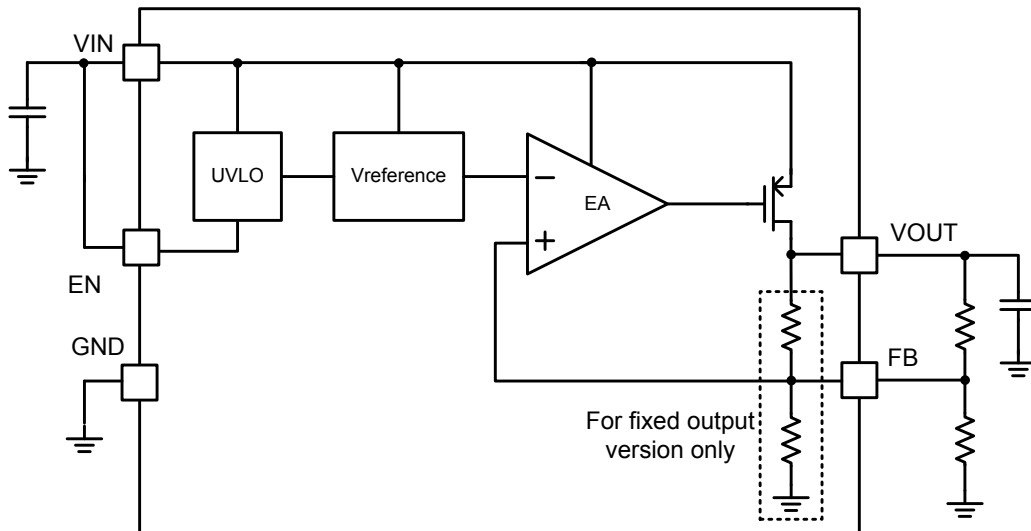 VIN
UVLO
Vreference
−
EA
+
VOUT
EN
GND
FB
For fixed output
version only